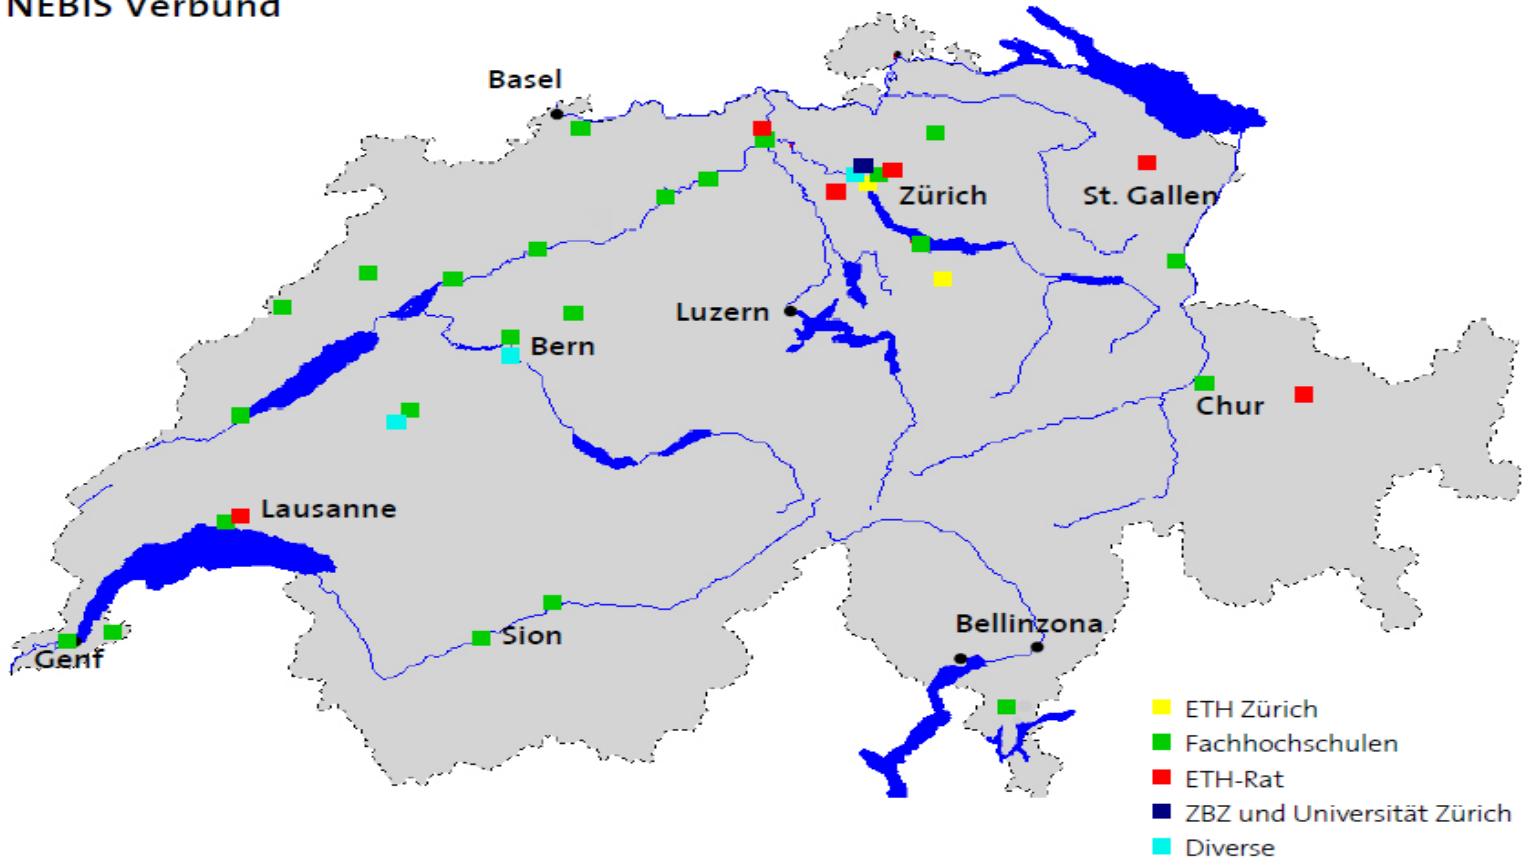 NEBIS Verbund
Basel
Zürich
St. Gallen
Luzern
Bern
Chur
Lausanne
Bellinzona
Sion
Genf
ETH Zürich
Fachhochschulen
ETH-Rat
ZBZ und Universität Zürich
Diverse